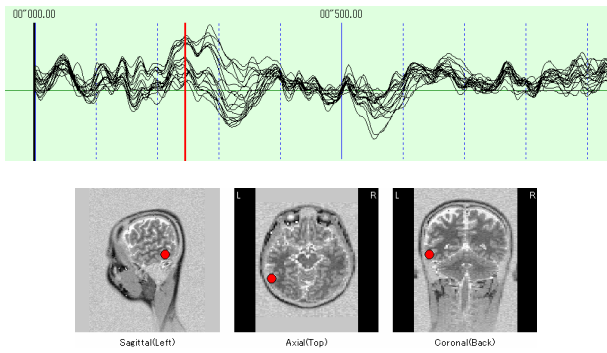 00"000.00 00"500.00
L R L R
Sagittal(Left) Axial(Top) Coronal(Back)